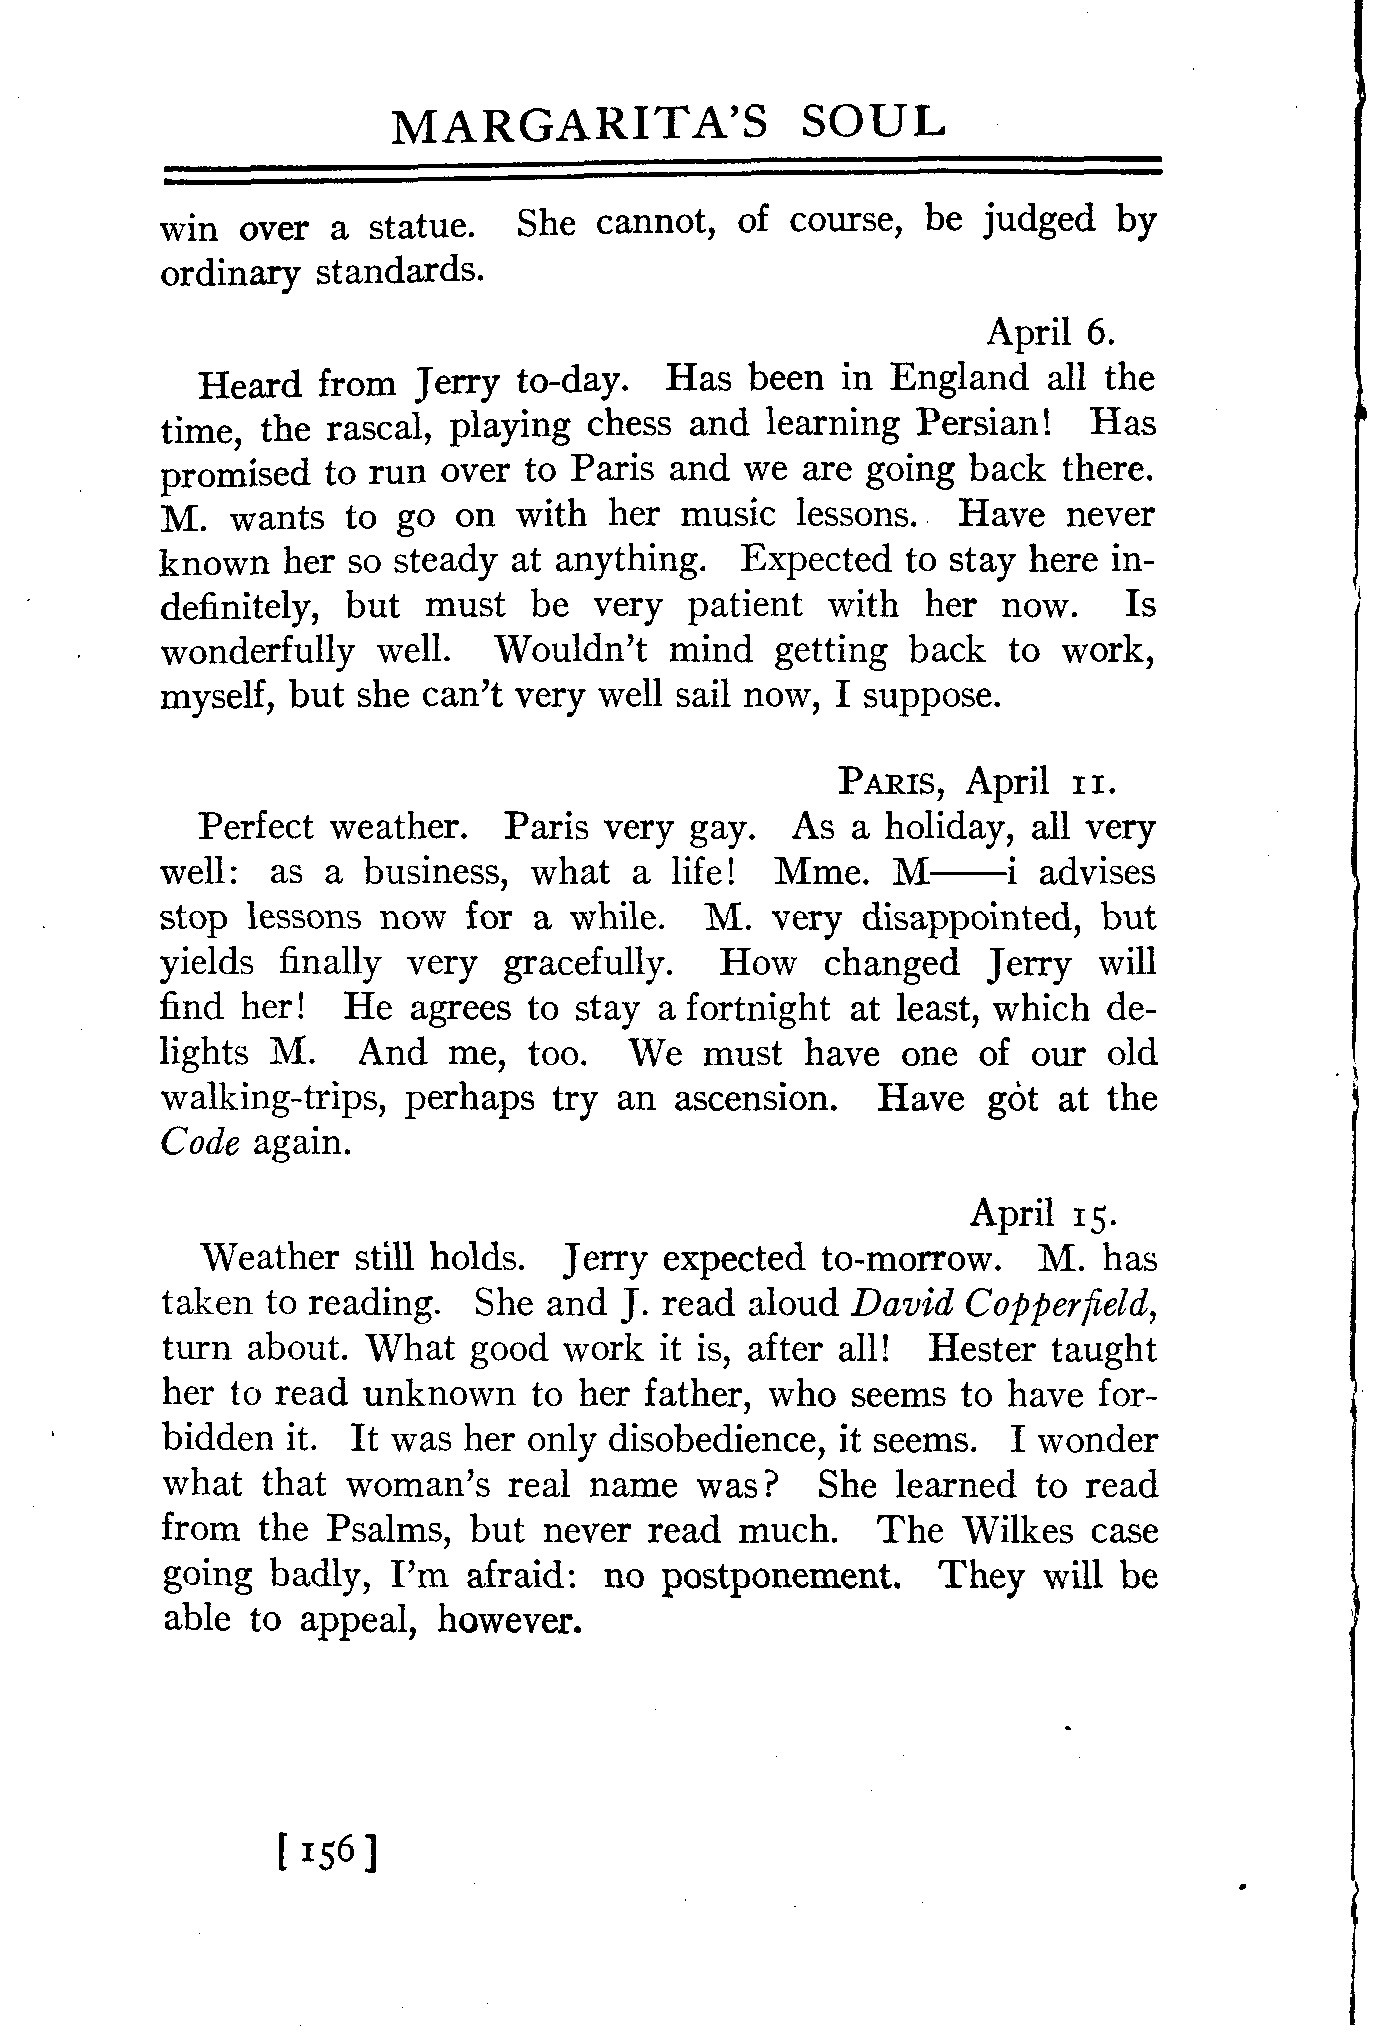 MARGARITA'S SOUL
win over a statue. She cannot, of course, be judged by
ordinary standards.
April 6.
Heard from Jerry to-day. Has been in England all the
time, the rascal, playing chess and learning Persian! Has
promised to run over to Paris and we are going back there.
M. wants to go on with her music lessons. Have never
known her so steady at anything. Expected to stay here in-
definitely, but must be very patient with her now. Is
wonderfully well. Wouldn't mind getting back to work,
myself, but she can't very well sail now, I suppose.
PARIS, April 11.
Perfect weather. Paris very gay. As a holiday, all very
well: as a business, what a life! Mme. M——i advises
stop lessons now for a while. M. very disappointed, but
yields finally very gracefully. How changed Jerry will
find her! He agrees to stay a fortnight at least, which de-
lights M. And me, too. We must have one of our old
walking-trips, perhaps try an ascension. Have got at the
Code again.
April 15.
Weather still holds. Jerry expected to-morrow. M. has
taken to reading. She and J. read aloud David Copperfield,
turn about. What good work it is, after all! Hester taught
her to read unknown to her father, who seems to have for-
bidden it. It was her only disobedience, it seems. I wonder
what that woman's real name was? She learned to read
from the Psalms, but never read much. The Wilkes case
going badly, I'm afraid: no postponement. They will be
able to appeal, however.
[156]